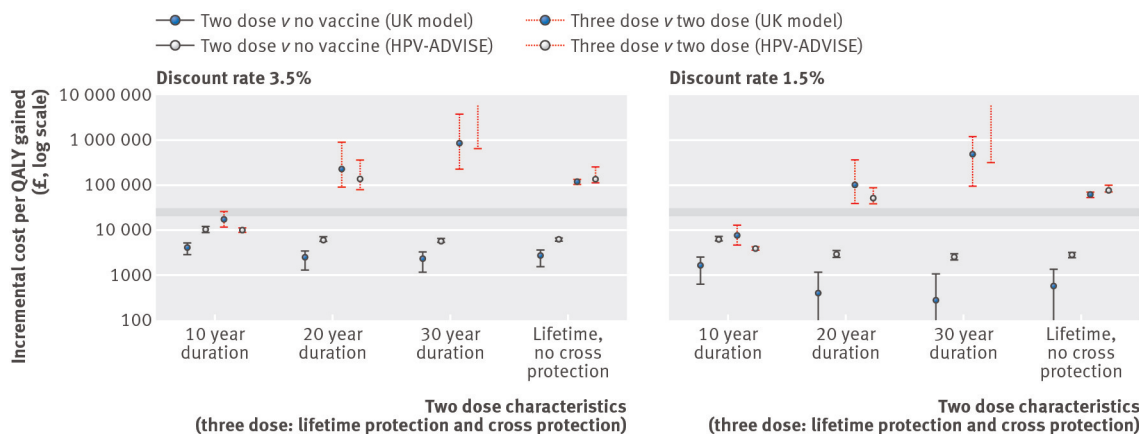 Two dose v no vaccine (UK model)
Three dose v two dose (UK model)
Two dose v no vaccine (HPV-ADVISE)
Three dose v two dose (HPV-ADVISE)
Incremental cost per QALY gained
(£, log scale)
Discount rate 3.5%
10 000 000
1 000 000
100 000
10 000
1000
100
10 year
duration
20 year
duration
30 year
duration
Lifetime,
no cross
protection
Two dose characteristics
(three dose: lifetime protection and cross protection)
Discount rate 1.5%
10 year
duration
20 year
duration
30 year
duration
Lifetime,
no cross
protection
Two dose characteristics
(three dose: lifetime protection and cross protection)